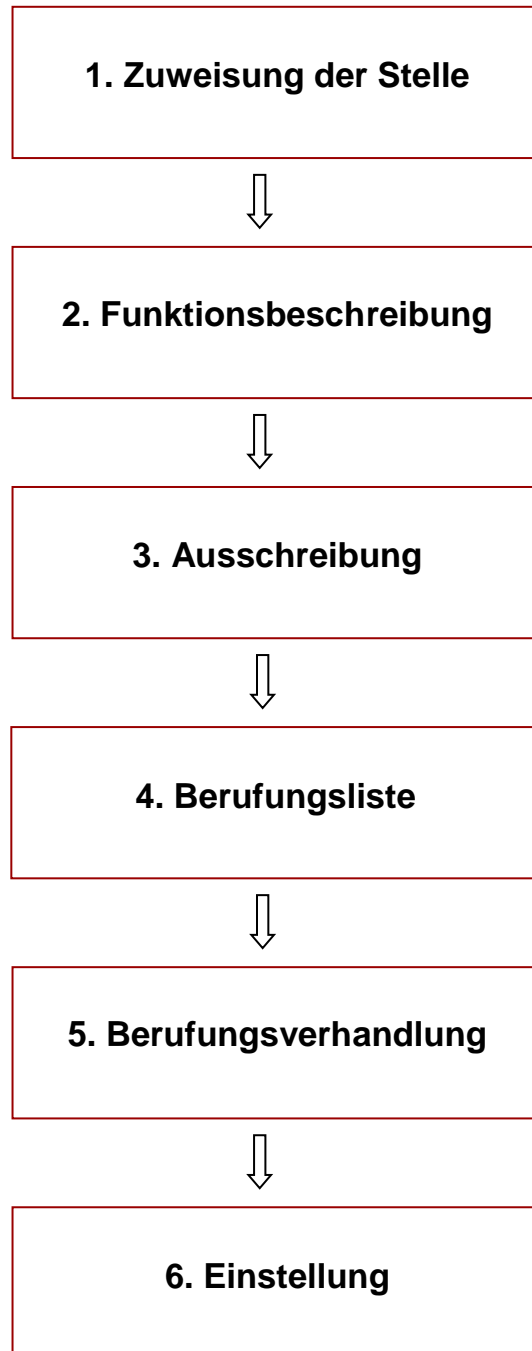 1. Zuweisung der Stelle
2. Funktionsbeschreibung
3. Ausschreibung
4. Berufungsliste
5. Berufungsverhandlung
6. Einstellung